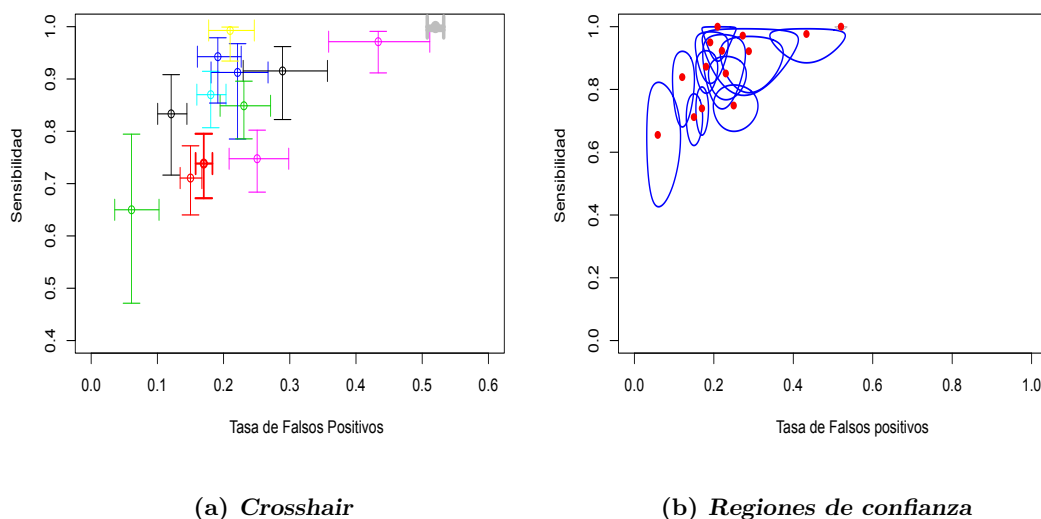 Sensibilidad
1.0
0.9
0.8
0.7
0.6
0.5
0.4
0.0 0.1 0.2 0.3 0.4 0.5 0.6
Tasa de Falsos Positivos
(a) Crosshair
Sensibilidad
1.0
0.8
0.6
0.4
0.2
0.0
0.0 0.2 0.4 0.6 0.8 1.0
Tasa de Falsos positivos
(b) Regiones de confianza